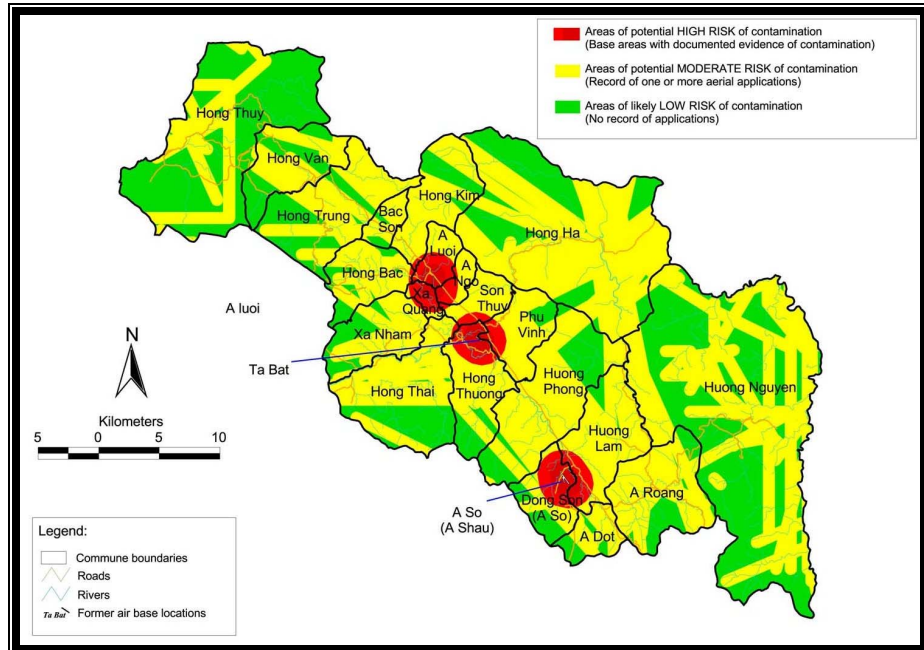 Areas of potential HIGH RISK of contamination
(Base areas with documented evidence of contamination)
Areas of potential MODERATE RISK of contamination
(Record of one or more aerial applications)
Areas of likely LOW RISK of contamination
(No record of applications)
Hong Thuy
Hong Van
Hong Kim
Hong Trung
Bac
Son
Hong Ha
A
Luoi
A
Ngo
Hong Bac
Xa
Quang
Son
Thuy
A luoi
Phu
Vinh
Xa Nham
Ta Bat
Hong Thai
Hong
Thuong
Huong
Phong
Huong Nguyen
Huong
Lam
A Roang
Dong Son
(A So)
A So
(A Shau)
A Dot
N
Kilometers
5 0 5 10
Legend:
Commune boundaries
Roads
Rivers
Ta Bat Former air base locations